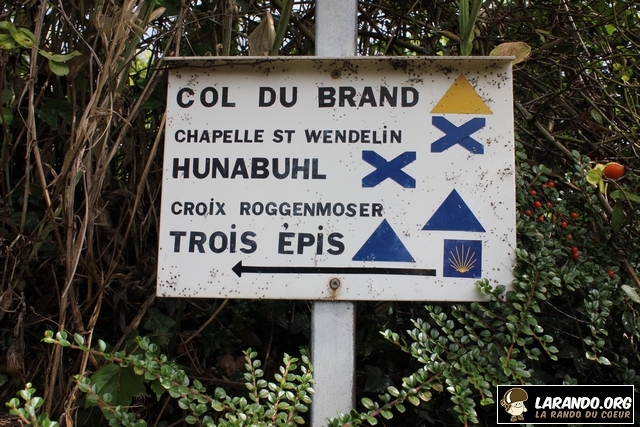 COL DU BRAND
CHAPELLE ST WENDELIN
HUNABUHL
CROIX ROGGENMOSER
TROIS ÉPIS
LARANDO.ORG
LA RANDO DU COEUR